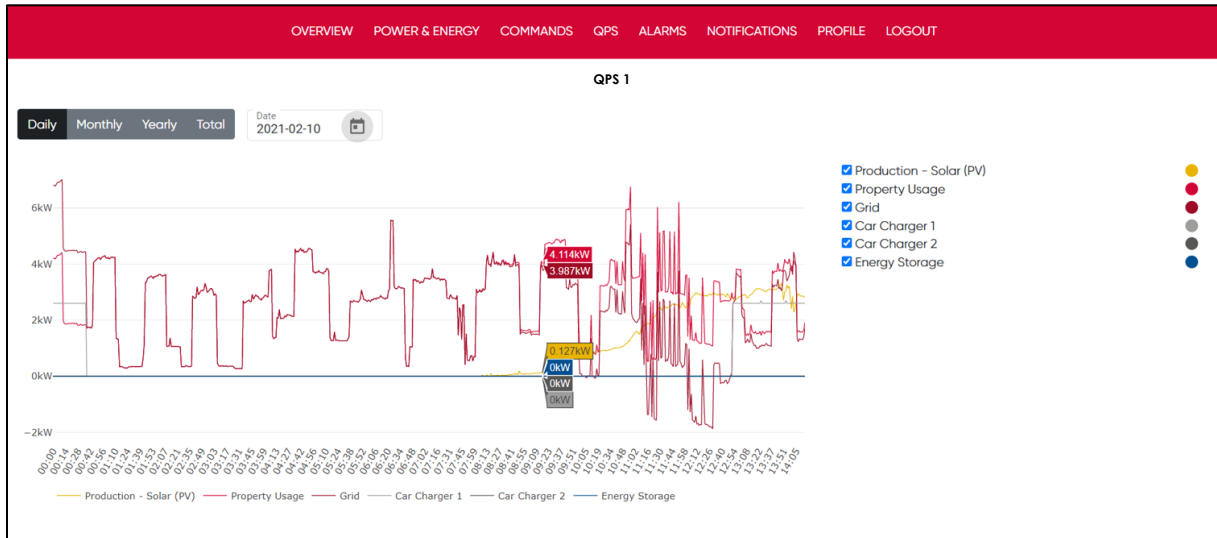 OVERVIEW POWER & ENERGY COMMANDS QPS ALARMS NOTIFICATIONS PROFILE LOGOUT
QPS 1
Daily Monthly Yearly Total
Date
2021-02-10
Production - Solar (PV)
Property Usage
Grid
Car Charger 1
Car Charger 2
Energy Storage
6kW
4kW
2kW
0kW
−2kW
4.114kW
3.987kW
0.127kW
0kW
0kW
0kW
00:00 00:14 00:28 00:42 00:56 01:10 01:24 01:39 01:53 02:07 02:21 02:35 02:49 03:03 03:17 03:31 03:45 03:59 04:13 04:27 04:42 04:56 05:10 05:24 05:38 05:52 06:06 06:20 06:34 06:48 07:02 07:16 07:31 07:45 07:59 08:13 08:27 08:41 08:55 09:09 09:23 09:37 09:51 10:05 10:19 10:34 10:48 11:02 11:16 11:30 11:44 11:58 12:12 12:26 12:40 12:54 13:08 13:22 13:37 13:51 14:05
Production - Solar (PV) Property Usage Grid Car Charger 1 Car Charger 2 Energy Storage